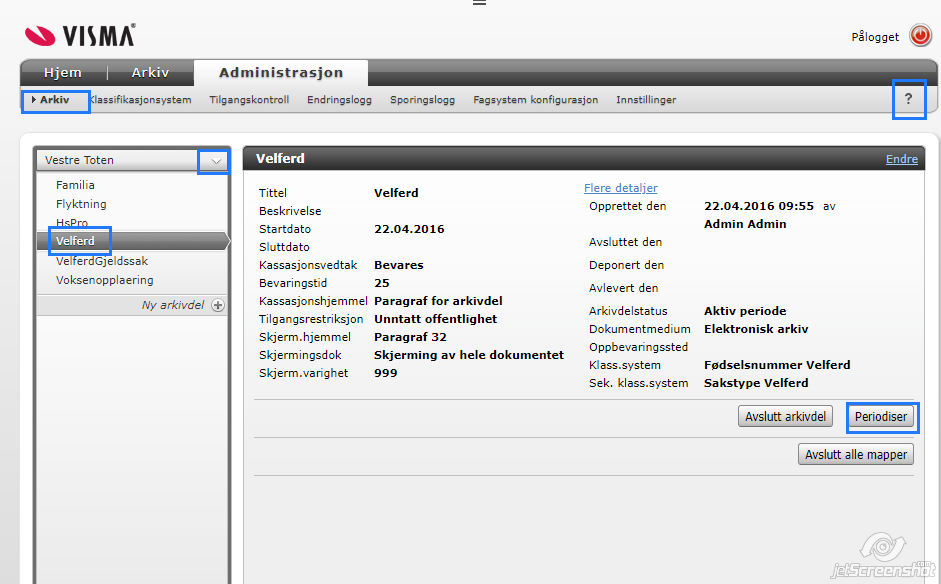 VISMA®
Pålogget
Hjem Arkiv Administrasjon
Arkiv Klassifikasjonsystem Tilgangskontroll Endringslogg Sporingslogg Fagsystem konfigurasjon Innstillinger ?
Vestre Toten
Familia
Flyktning
HsPro
Velferd
VelferdGjeldssak
Voksenopplaering
Ny arkivdel
Velferd Endre
Tittel Velferd
Beskrivelse
Startdato 22.04.2016
Sluttdato
Kassasjonsvedtak Bevares
Bevaringstid 25
Kassasjonshjemmel Paragraf for arkivdel
Tilgangsrestriksjon Unntatt offentlighet
Skjerm.hjemmel Paragraf 32
Skjermingsdok Skjerming av hele dokumentet
Skjerm.varighet 999
Flere detaljer
Opprettet den 22.04.2016 09:55 av
Admin Admin
Avsluttet den
Deponert den
Avlevert den
Arkivdelstatus Aktiv periode
Dokumentmedium Elektronisk arkiv
Oppbevaringssted
Klass.system Fødselsnummer Velferd
Sek. klass.system Sakstype Velferd
Avslutt arkivdel Periodiser
Avslutt alle mapper
jetScreenshot
.com